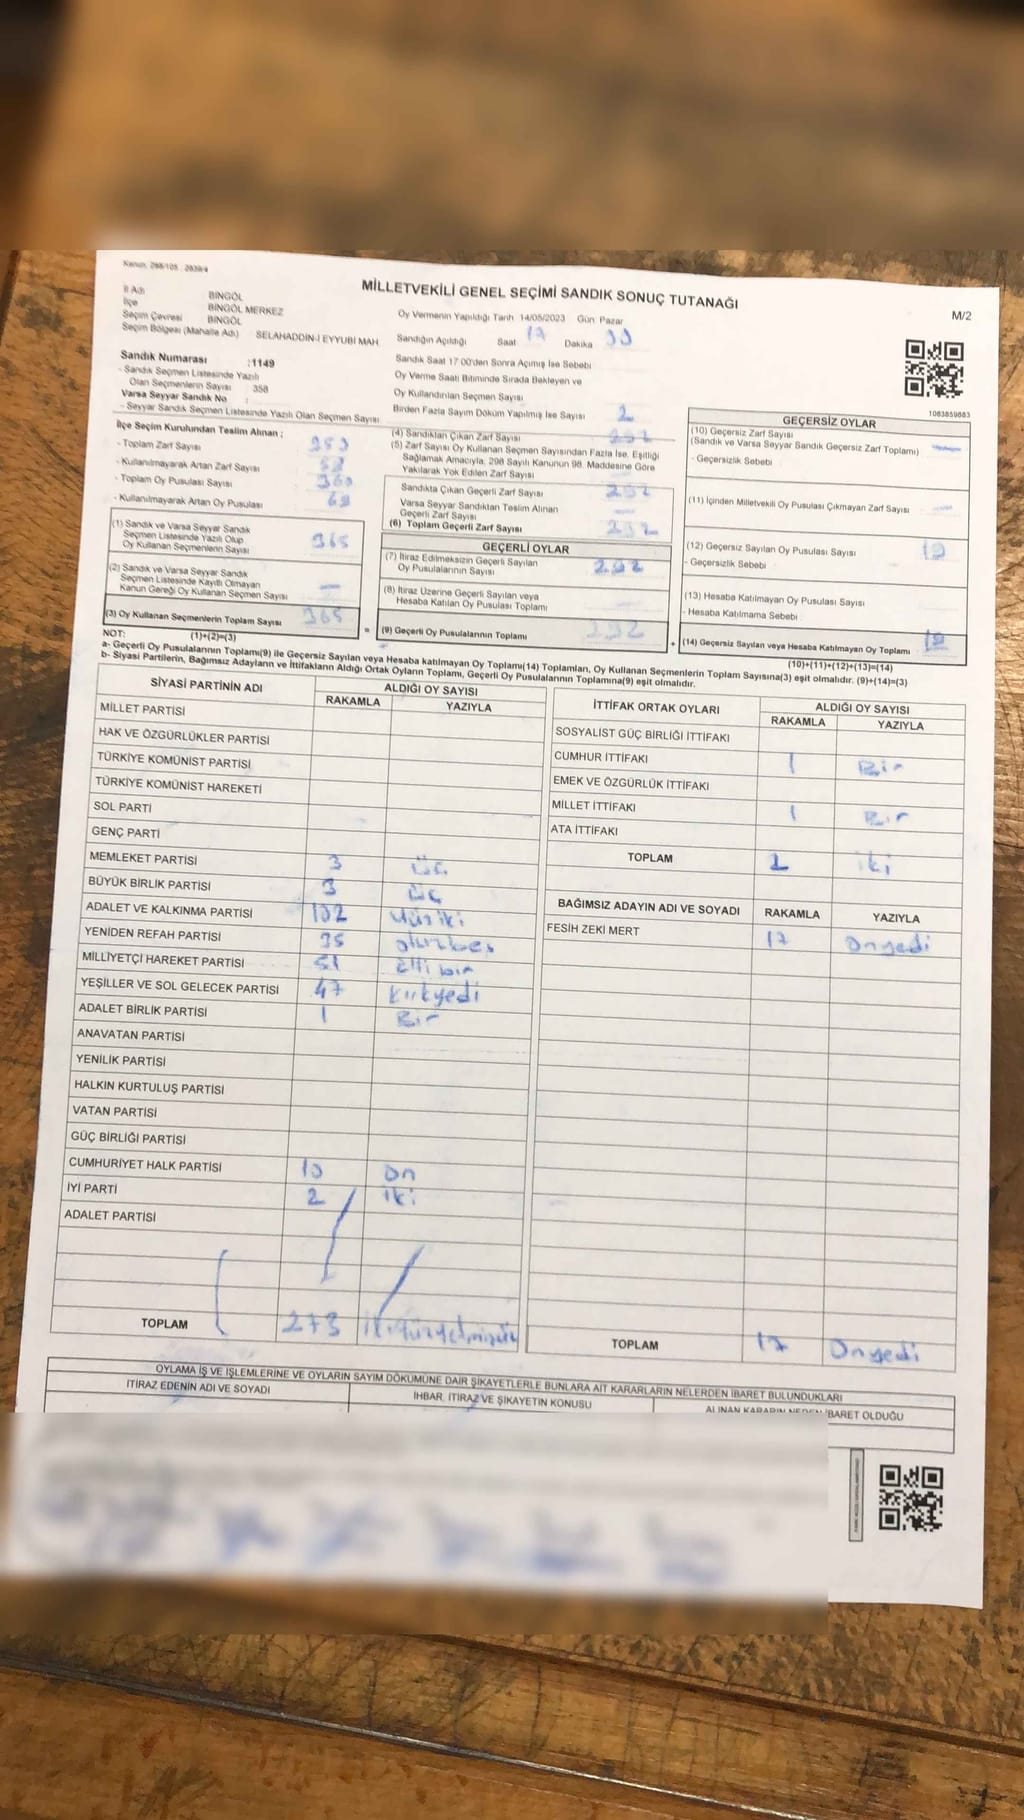 Kanun, 298/105 , 2839/4
MİLLETVEKİLİ GENEL SEÇİMİ SANDIK SONUÇ TUTANAĞI
M/2
İl Adı BİNGÖL
İlçe BİNGÖL MERKEZ
Seçim Çevresi BİNGÖL
Seçim Bölgesi (Mahalle Adı) SELAHADDİN-İ EYYUBİ MAH
Oy Vermenin Yapıldığı Tarih 14/05/2023 Gün: Pazar
Sandığın Açıldığı Saat 17 Dakika
Sandık Numarası :1149
- Sandık Seçmen Listesinde Yazılı
Olan Seçmenlerin Sayısı : 358
Varsa Seyyar Sandık No :
- Seyyar Sandık Seçmen Listesinde Yazılı Olan Seçmen Sayısı
Sandık Saat 17:00'den Sonra Açılmış İse Sebebi
Oy Verme Saati Bitiminde Sırada Bekleyen ve
Oy Kullandırılan Seçmen Sayısı
Birden Fazla Sayım Döküm Yapılmış İse Sayısı 2
1083859883
İlçe Seçim Kurulundan Teslim Alınan :
- Toplam Zarf Sayısı
- Kullanılmayarak Artan Zarf Sayısı
- Toplam Oy Pusulası Sayısı 360
- Kullanılmayarak Artan Oy Pusulası
(1) Sandık ve Varsa Seyyar Sandık
Seçmen Listesinde Yazılı Olup
Oy Kullanan Seçmenlerin Sayısı 365
(2) Sandık ve Varsa Seyyar Sandık
Seçmen Listesinde Kayıtlı Olmayan
Kanun Gereği Oy Kullanan Seçmen Sayısı —
(3) Oy Kullanan Seçmenlerin Toplam Sayısı 365
(1)+(2)=(3)
(4) Sandıktan Çıkan Zarf Sayısı
(5) Zarf Sayısı Oy Kullanan Seçmen Sayısından Fazla İse, Eşitliği
Sağlamak Amacıyla, 298 Sayılı Kanunun 98. Maddesine Göre
Yakılarak Yok Edilen Zarf Sayısı
Sandıkta Çıkan Geçerli Zarf Sayısı 292
Varsa Seyyar Sandıktan Teslim Alınan
Geçerli Zarf Sayısı —
(6) Toplam Geçerli Zarf Sayısı 292
GEÇERLİ OYLAR
(7) İtiraz Edilmeksizin Geçerli Sayılan
Oy Pusulalarının Sayısı 292
(8) İtiraz Üzerine Geçerli Sayılan veya
Hesaba Katılan Oy Pusulası Toplamı
(9) Geçerli Oy Pusulalarının Toplamı 292
GEÇERSİZ OYLAR
(10) Geçersiz Zarf Sayısı
(Sandık ve Varsa Seyyar Sandık Geçersiz Zarf Toplamı) —
- Geçersizlik Sebebi
(11) İçinden Milletvekili Oy Pusulası Çıkmayan Zarf Sayısı —
(12) Geçersiz Sayılan Oy Pusulası Sayısı
- Geçersizlik Sebebi
(13) Hesaba Katılmayan Oy Pusulası Sayısı
- Hesaba Katılmama Sebebi
(14) Geçersiz Sayılan veya Hesaba Katılmayan Oy Toplamı
(10)+(11)+(12)+(13)=(14)
NOT:
a- Geçerli Oy Pusulalarının Toplamı(9) ile Geçersiz Sayılan veya Hesaba katılmayan Oy Toplamı(14) Toplamları, Oy Kullanan Seçmenlerin Toplam Sayısına(3) eşit olmalıdır. (9)+(14)=(3)
b- Siyasi Partilerin, Bağımsız Adayların ve İttifakların Aldığı Ortak Oyların Toplamı, Geçerli Oy Pusulalarının Toplamına(9) eşit olmalıdır.
SİYASİ PARTİNİN ADI ALDIĞI OY SAYISI
RAKAMLA YAZIYLA
MİLLET PARTİSİ
HAK VE ÖZGÜRLÜKLER PARTİSİ
TÜRKİYE KOMÜNİST PARTİSİ
TÜRKİYE KOMÜNİST HAREKETİ
SOL PARTİ
GENÇ PARTİ
MEMLEKET PARTİSİ 3 üç
BÜYÜK BİRLİK PARTİSİ 3 üç
ADALET VE KALKINMA PARTİSİ 102 Yüziki
YENİDEN REFAH PARTİSİ 35 otuzbeş
MİLLİYETÇİ HAREKET PARTİSİ 51 Elli bir
YEŞİLLER VE SOL GELECEK PARTİSİ 47 kırkyedi
ADALET BİRLİK PARTİSİ 1 Bir
ANAVATAN PARTİSİ
YENİLİK PARTİSİ
HALKIN KURTULUŞ PARTİSİ
VATAN PARTİSİ
GÜÇ BİRLİĞİ PARTİSİ
CUMHURİYET HALK PARTİSİ 10 on
İYİ PARTİ 2 iki
ADALET PARTİSİ
TOPLAM 273
İTTİFAK ORTAK OYLARI ALDIĞI OY SAYISI
RAKAMLA YAZIYLA
SOSYALİST GÜÇ BİRLİĞİ İTTİFAKI
CUMHUR İTTİFAKI 1 Bir
EMEK VE ÖZGÜRLÜK İTTİFAKI
MİLLET İTTİFAKI 1 Bir
ATA İTTİFAKI
TOPLAM 2 iki
BAĞIMSIZ ADAYIN ADI VE SOYADI RAKAMLA YAZIYLA
FESİH ZEKİ MERT 17 onyedi
TOPLAM 17 Onyedi
OYLAMA İŞ VE İŞLEMLERİNE VE OYLARIN SAYIM DÖKÜMÜNE DAİR ŞİKAYETLERLE BUNLARA AİT KARARLARIN NELERDEN İBARET BULUNDUKLARI
İTİRAZ EDENİN ADI VE SOYADI
İHBAR, İTİRAZ VE ŞİKAYETİN KONUSU
ALINAN KARARIN NEDEN İBARET OLDUĞU